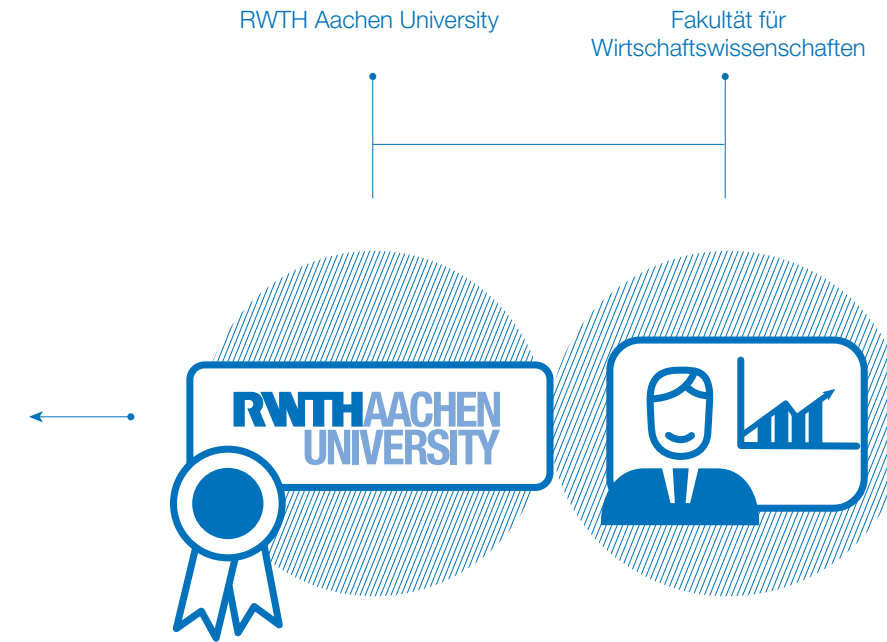 RWTH Aachen University
Fakultät für
Wirtschaftswissenschaften
RWTHAACHEN
UNIVERSITY